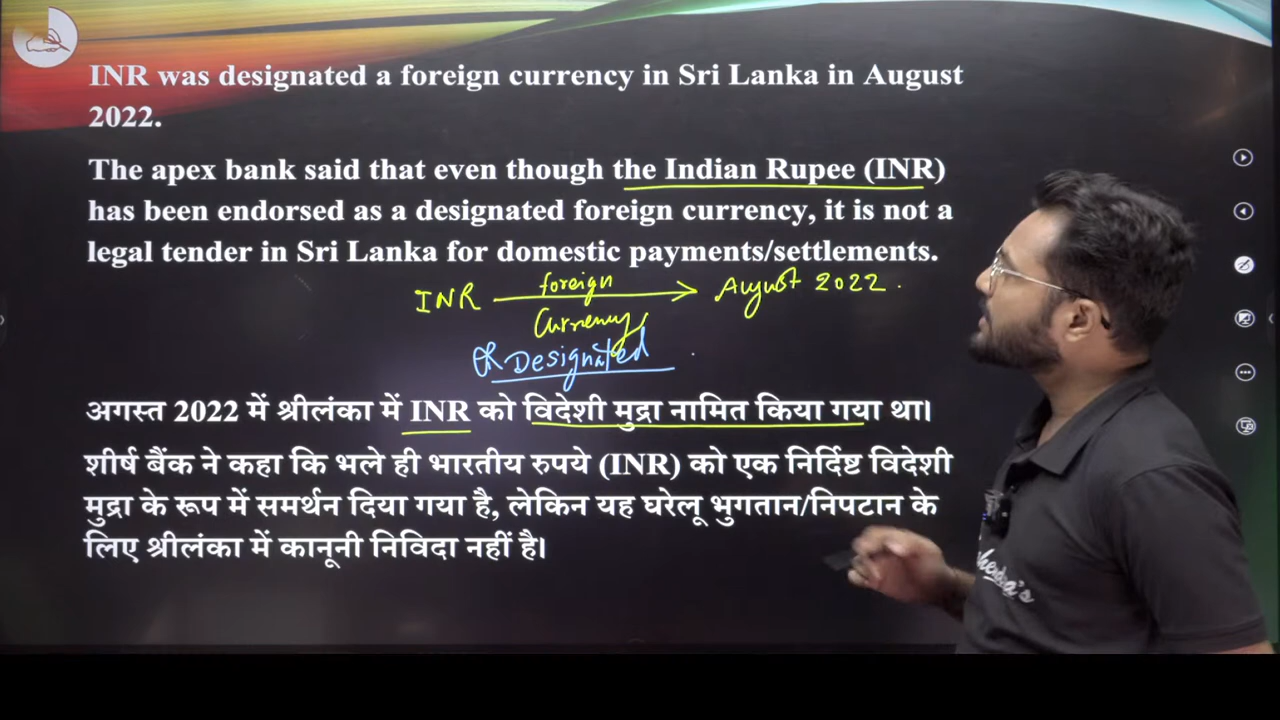 INR was designated a foreign currency in Sri Lanka in August
2022.
The apex bank said that even though the Indian Rupee (INR)
has been endorsed as a designated foreign currency, it is not a
legal tender in Sri Lanka for domestic payments/settlements.
INR foreign August 2022.
Currency
Designated
अगस्त 2022 में श्रीलंका में INR को विदेशी मुद्रा नामित किया गया था।
शीर्ष बैंक ने कहा कि भले ही भारतीय रुपये (INR) को एक निर्दिष्ट विदेशी
मुद्रा के रूप में समर्थन दिया गया है, लेकिन यह घरेलू भुगतान/निपटान के
लिए श्रीलंका में कानूनी निविदा नहीं है।